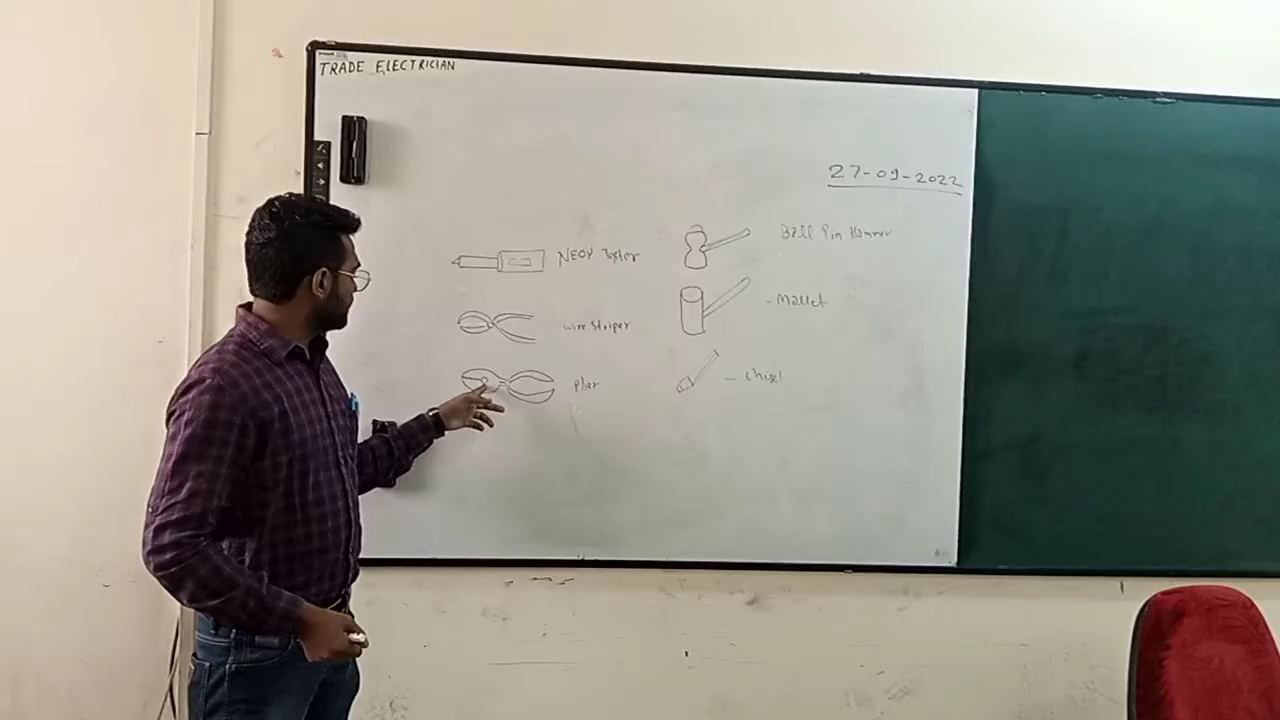 TRADE ELECTRICIAN
27-09-2022
NEON Tester
Wire Striper
Plier
Ball Pin Hammer
- Mallet
- Chisel